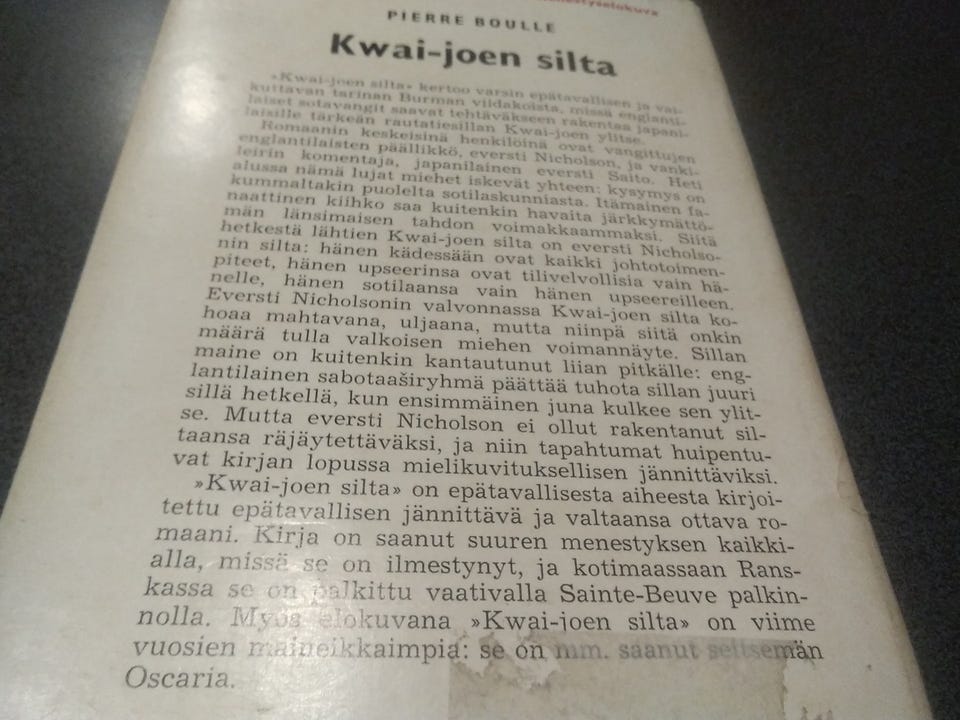 menestyselokuva
PIERRE BOULLE
Kwai-joen silta
»Kwai-joen silta» kertoo varsin epätavallisen ja vai-
kuttavan tarinan Burman viidakoista, missä englanti-
laiset sotavangit saavat tehtäväkseen rakentaa japani-
laisille tärkeän rautatiesillan Kwai-joen ylitse.
Romaanin keskeisinä henkilöinä ovat vangittujen
englantilaisten päällikkö, eversti Nicholson, ja vanki-
leirin komentaja, japanilainen eversti Saito. Heti
alussa nämä lujat miehet iskevät yhteen: kysymys on
kummaltakin puolelta sotilaskunniasta. Itämainen fa-
naattinen kiihko saa kuitenkin havaita järkkymättö-
män länsimaisen tahdon voimakkaammaksi. Siitä
hetkestä lähtien Kwai-joen silta on eversti Nicholso-
nin silta: hänen kädessään ovat kaikki johtotoimen-
piteet, hänen upseerinsa ovat tilivelvollisia vain hä-
nelle, hänen sotilaansa vain hänen upseereilleen.
Eversti Nicholsonin valvonnassa Kwai-joen silta ko-
hoaa mahtavana, uljaana, mutta niinpä siitä onkin
määrä tulla valkoisen miehen voimannäyte. Sillan
maine on kuitenkin kantautunut liian pitkälle: eng-
lantilainen sabotaaširyhmä päättää tuhota sillan juuri
sillä hetkellä, kun ensimmäinen juna kulkee sen ylit-
se. Mutta eversti Nicholson ei ollut rakentanut sil-
taansa räjäytettäväksi, ja niin tapahtumat huipentu-
vat kirjan lopussa mielikuvituksellisen jännittäviksi.
»Kwai-joen silta» on epätavallisesta aiheesta kirjoi-
tettu epätavallisen jännittävä ja valtaansa ottava ro-
maani. Kirja on saanut suuren menestyksen kaikki-
alla, missä se on ilmestynyt, ja kotimaassaan Rans-
kassa se on palkittu vaativalla Sainte-Beuve palkin-
nolla. Myös elokuvana »Kwai-joen silta» on viime
vuosien maineikkaimpia: se on mm. saanut seitsemän
Oscaria.